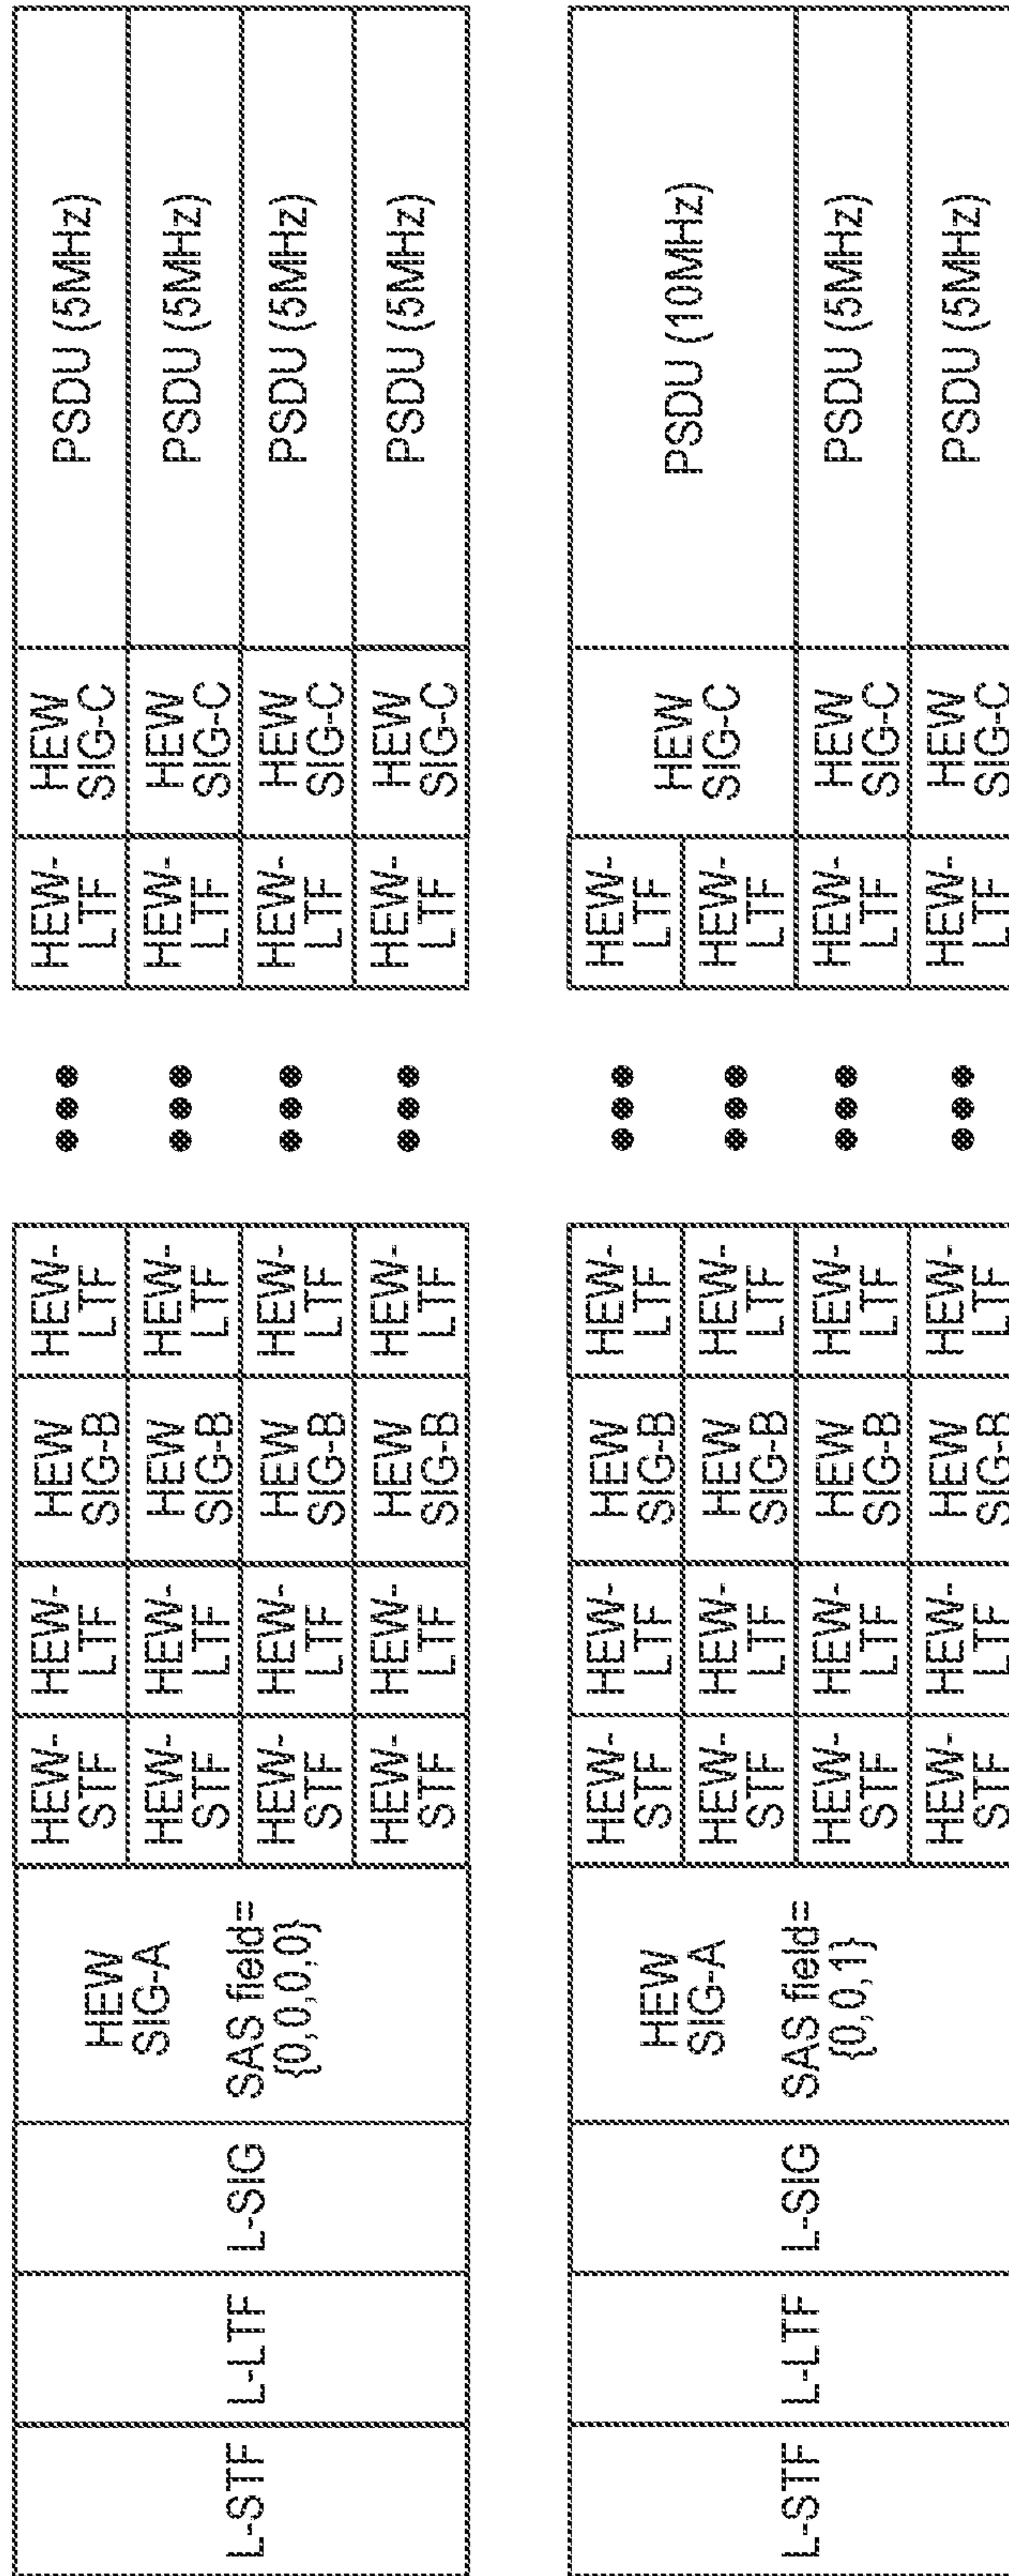 L-STF
L-LTF
L-SIG
HEW
SIG-A
SAS field=
{0,0,0,0}
HEW-
STF
HEW-
STF
HEW-
STF
HEW-
STF
HEW-
LTF
HEW-
LTF
HEW-
LTF
HEW-
LTF
HEW
SIG-B
HEW
SIG-B
HEW
SIG-B
HEW
SIG-B
HEW-
LTF
HEW-
LTF
HEW-
LTF
HEW-
LTF
HEW-
LTF
HEW-
LTF
HEW-
LTF
HEW-
LTF
HEW
SIG-C
HEW
SIG-C
HEW
SIG-C
HEW
SIG-C
PSDU (5MHz)
PSDU (5MHz)
PSDU (5MHz)
PSDU (5MHz)
L-STF
L-LTF
L-SIG
HEW
SIG-A
SAS field=
{0,0,1}
HEW-
STF
HEW-
STF
HEW-
STF
HEW-
STF
HEW-
LTF
HEW-
LTF
HEW-
LTF
HEW-
LTF
HEW
SIG-B
HEW
SIG-B
HEW
SIG-B
HEW
SIG-B
HEW-
LTF
HEW-
LTF
HEW-
LTF
HEW-
LTF
HEW-
LTF
HEW-
LTF
HEW-
LTF
HEW-
LTF
HEW
SIG-C
HEW
SIG-C
HEW
SIG-C
PSDU (10MHz)
PSDU (5MHz)
PSDU (5MHz)